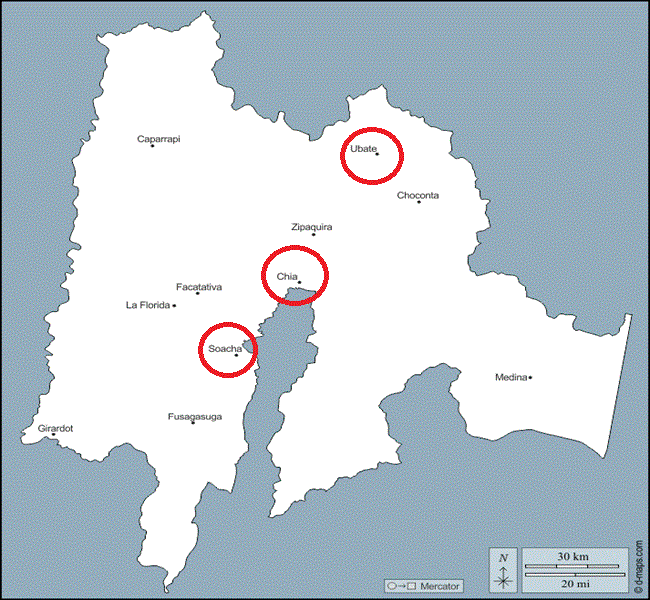 Caparrapi
Ubate
Choconta
Zipaquira
Chia
Facatativa
La Florida
Soacha
Medina
Fusagasuga
Girardot
N
30 km
20 mi
Mercator
© d-maps.com